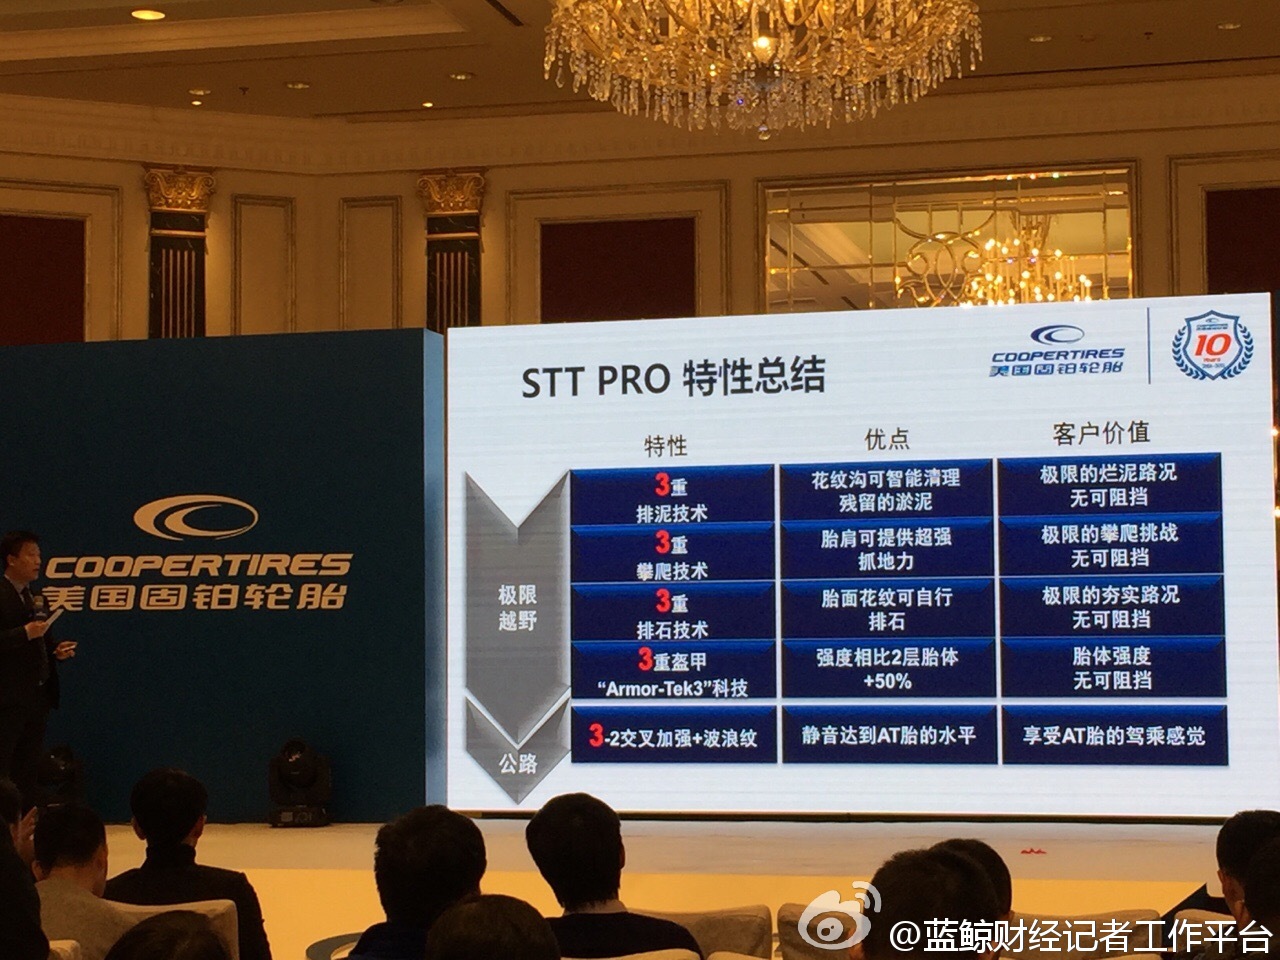 COOPERTIRES
美国固铂轮胎
10
STT PRO 特性总结
特性
优点
客户价值
极限
越野
3重
排泥技术
花纹沟可智能清理
残留的淤泥
极限的烂泥路况
无可阻挡
3重
攀爬技术
胎肩可提供超强
抓地力
极限的攀爬挑战
无可阻挡
3重
排石技术
胎面花纹可自行
排石
极限的夯实路况
无可阻挡
3重盔甲
“Armor-Tek3”科技
强度相比2层胎体
+50%
胎体强度
无可阻挡
公路
3-2交叉加强+波浪纹
静音达到AT胎的水平
享受AT胎的驾乘感觉
COOPERTIRES
美国固铂轮胎
@蓝鲸财经记者工作平台